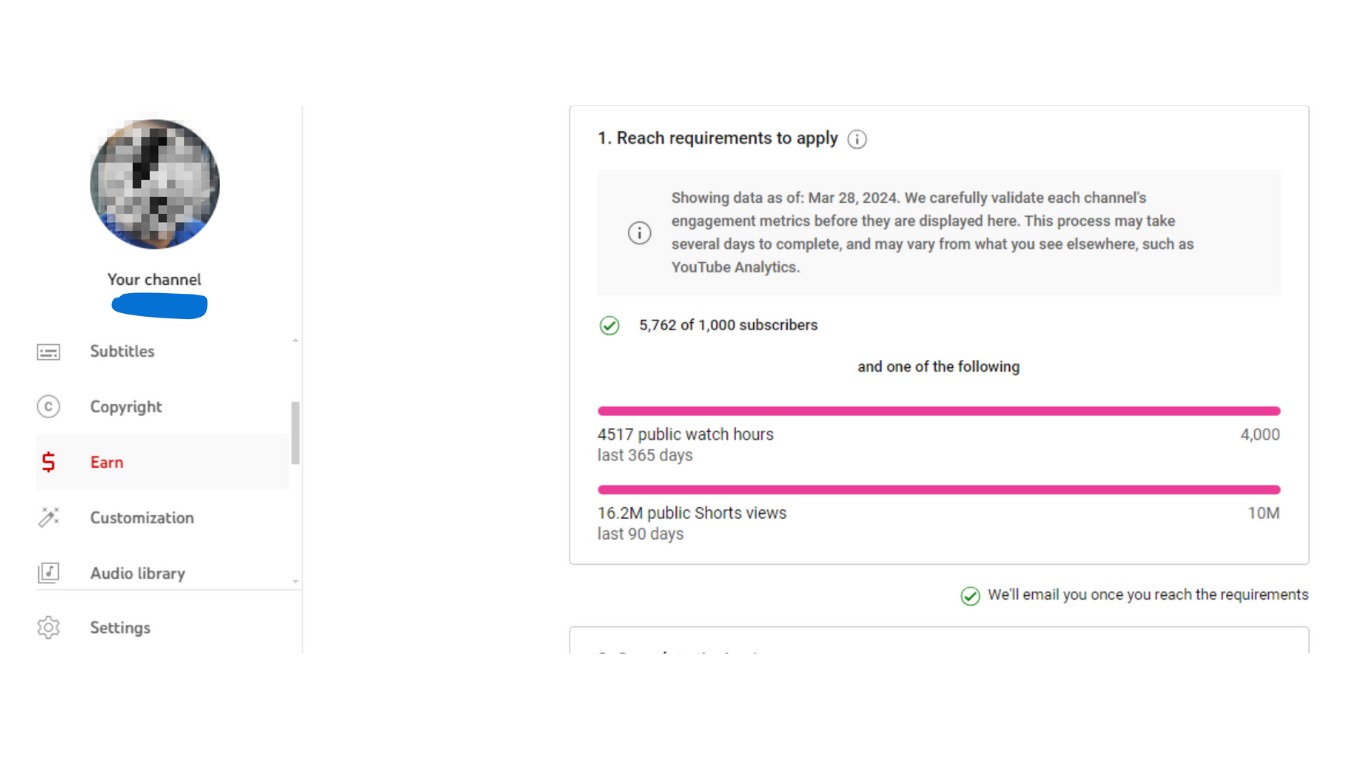 Your channel
Subtitles
Copyright
Earn
Customization
Audio library
Settings
1. Reach requirements to apply
Showing data as of: Mar 28, 2024. We carefully validate each channel's
engagement metrics before they are displayed here. This process may take
several days to complete, and may vary from what you see elsewhere, such as
YouTube Analytics.
5,762 of 1,000 subscribers
and one of the following
4517 public watch hours 4,000
last 365 days
16.2M public Shorts views 10M
last 90 days
We'll email you once you reach the requirements